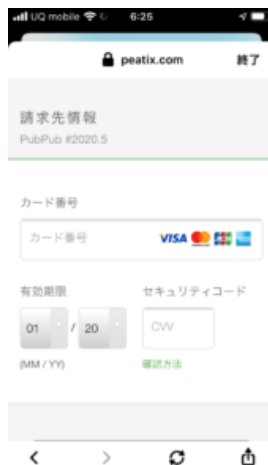 UQ mobile 6:25
peatix.com 終了
請求先情報
PubPub #2020.5
カード番号
カード番号 VISA JCB
有効期限 セキュリティコード
01 / 20 CVV
(MM / YY) 確認方法